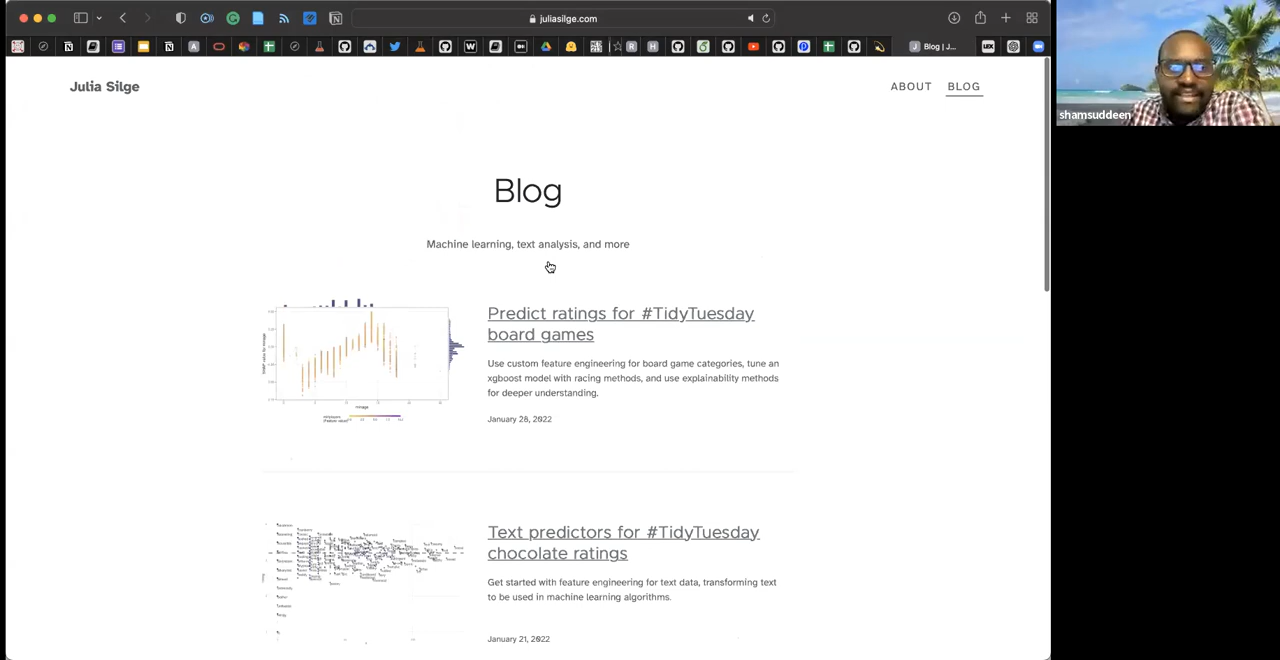 juliasilge.com
Blog | J...
LEX
Julia Silge
ABOUT
BLOG
shamsuddeen
Blog
Machine learning, text analysis, and more
Predict ratings for #TidyTuesday
board games
Use custom feature engineering for board game categories, tune an
xgboost model with racing methods, and use explainability methods
for deeper understanding.
January 28, 2022
Text predictors for #TidyTuesday
chocolate ratings
Get started with feature engineering for text data, transforming text
to be used in machine learning algorithms.
January 21, 2022